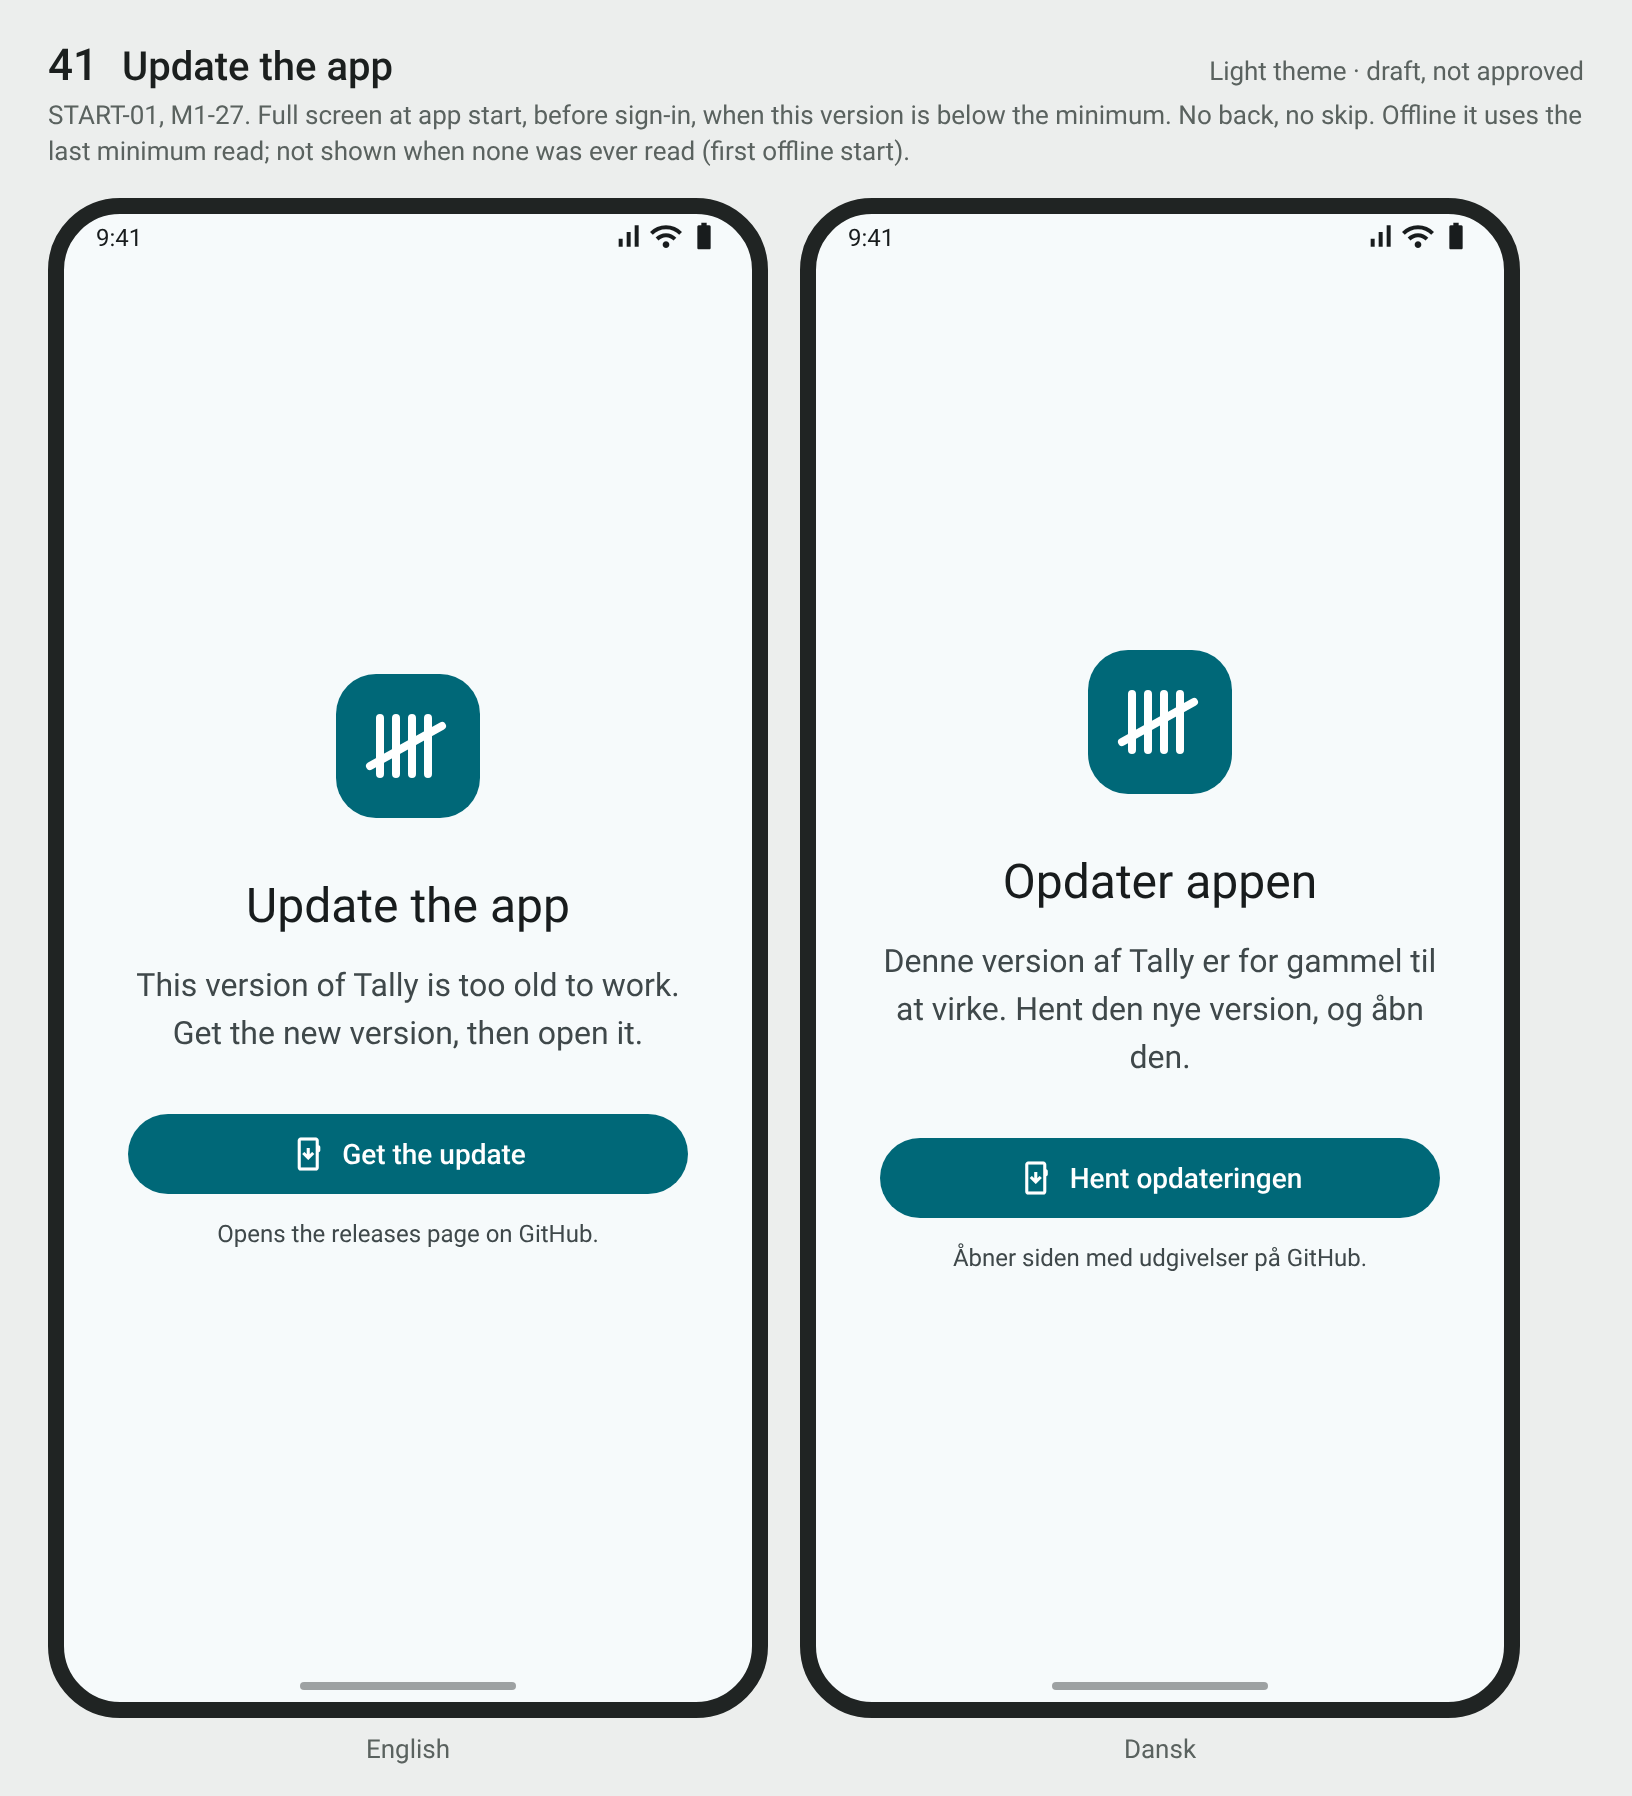 41 Update the app
Light theme · draft, not approved
START-01, M1-27. Full screen at app start, before sign-in, when this version is below the minimum. No back, no skip. Offline it uses the
last minimum read; not shown when none was ever read (first offline start).
9:41
Update the app
This version of Tally is too old to work.
Get the new version, then open it.
Get the update
Opens the releases page on GitHub.
English
9:41
Opdater appen
Denne version af Tally er for gammel til
at virke. Hent den nye version, og åbn
den.
Hent opdateringen
Åbner siden med udgivelser på GitHub.
Dansk